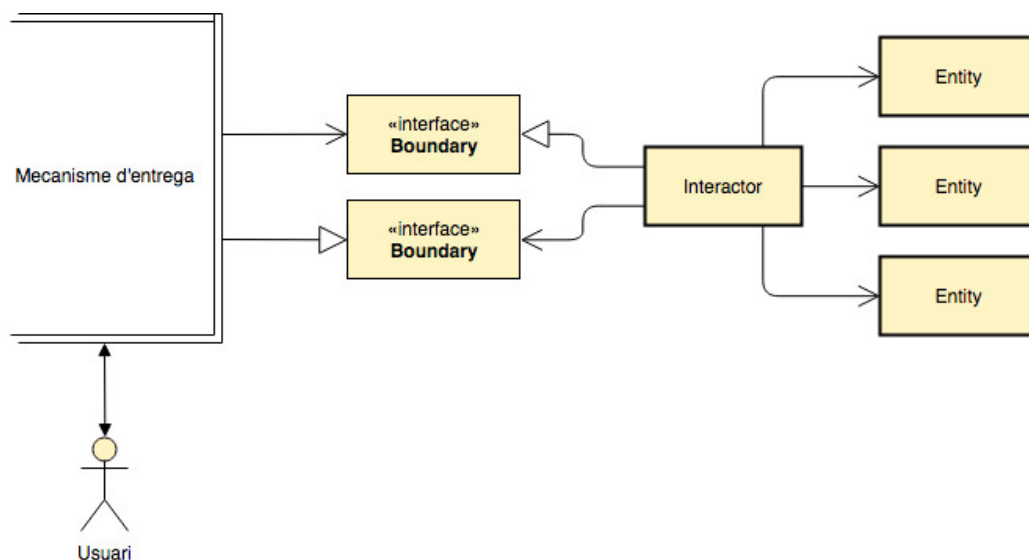 Mecanisme d'entrega
«interface»
Boundary
«interface»
Boundary
Interactor
Entity
Entity
Entity
Usuari